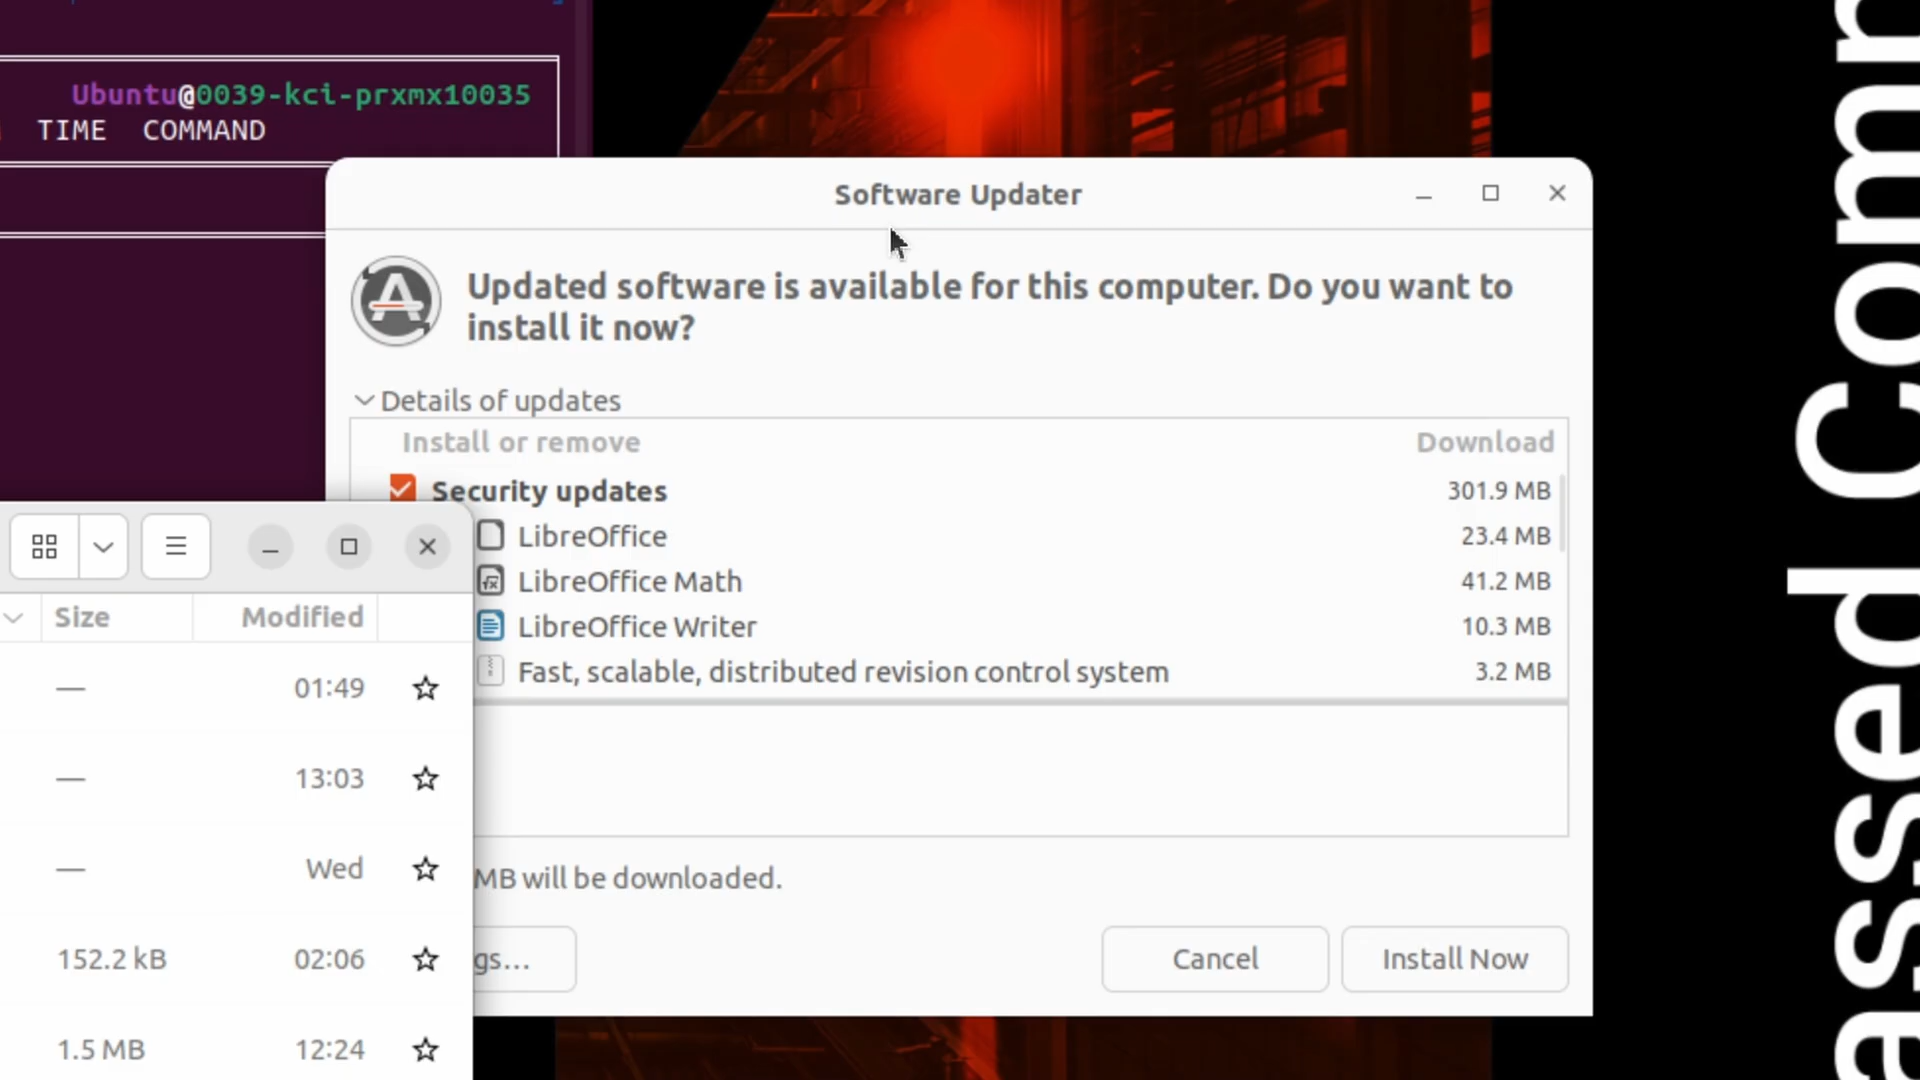 Ubuntu@0039-kci-prxmx10035
TIME COMMAND
Software Updater
Updated software is available for this computer. Do you want to
install it now?
Details of updates
Install or remove Download
Security updates 301.9 MB
LibreOffice 23.4 MB
LibreOffice Math 41.2 MB
LibreOffice Writer 10.3 MB
Fast, scalable, distributed revision control system 3.2 MB
MB will be downloaded.
gs...
Cancel
Install Now
Size Modified
— 01:49
— 13:03
— Wed
152.2 kB 02:06
1.5 MB 12:24